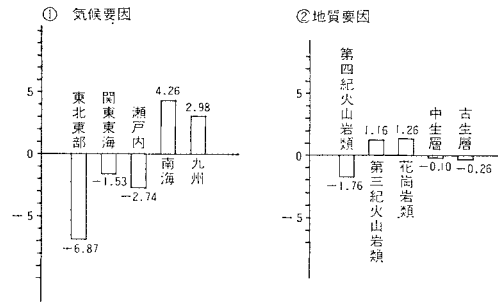 ① 気候要因
5
0
-5
東北東部
関東東海
瀬戸内
南海
九州
-6.87
-1.53
-2.74
4.26
2.98
② 地質要因
5
0
-5
第四紀火山岩類
第三紀火山岩類
花崗岩類
中生層
古生層
-1.76
1.16
1.26
-0.10
-0.26